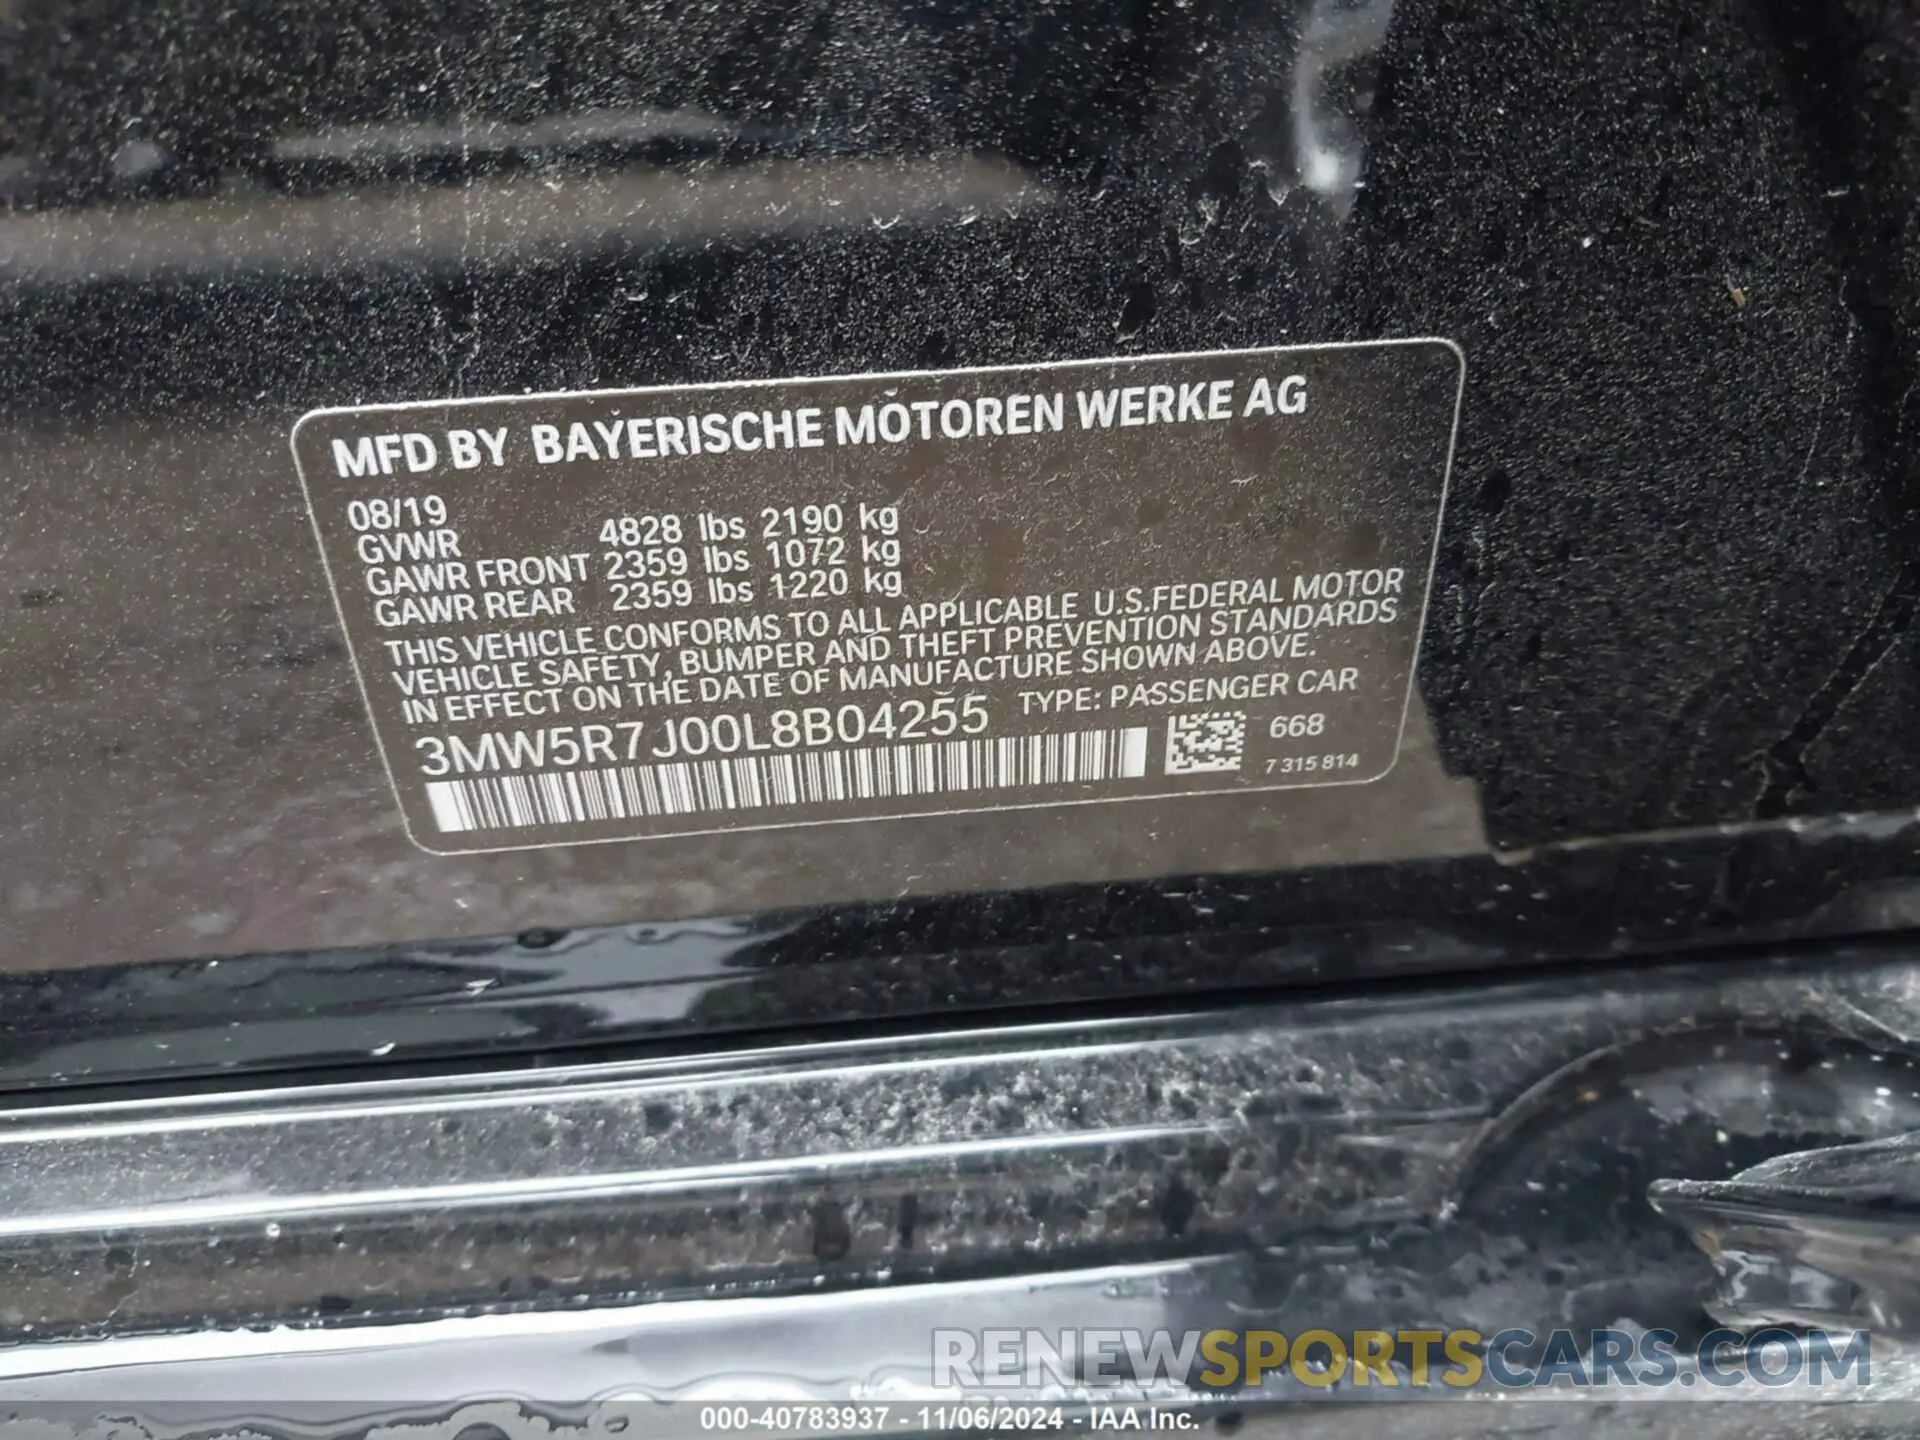 MFD BY BAYERISCHE MOTOREN WERKE AG
08/19
GVWR 4828 lbs 2190 kg
GAWR FRONT 2359 lbs 1072 kg
GAWR REAR 2359 lbs 1220 kg
THIS VEHICLE CONFORMS TO ALL APPLICABLE U.S.FEDERAL MOTOR
VEHICLE SAFETY, BUMPER AND THEFT PREVENTION STANDARDS
IN EFFECT ON THE DATE OF MANUFACTURE SHOWN ABOVE.
3MW5R7J00L8B04255 TYPE: PASSENGER CAR
668
7 315 814
RENEWSPORTSCARS.COM
000-40783937 - 11/06/2024 - IAA Inc.